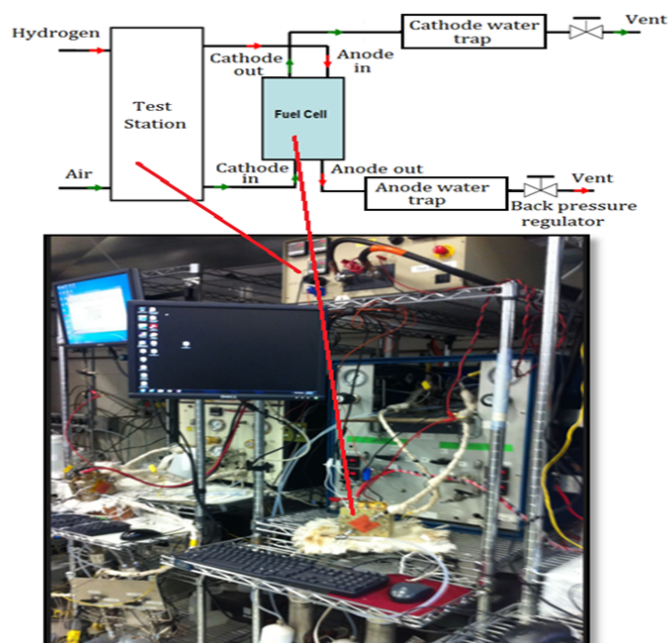 Hydrogen
Cathode
out
Anode
in
Cathode water
trap
Vent
Test
Station
Fuel Cell
Air
Cathode
in
Anode out
Anode water
trap
Vent
Back pressure
regulator